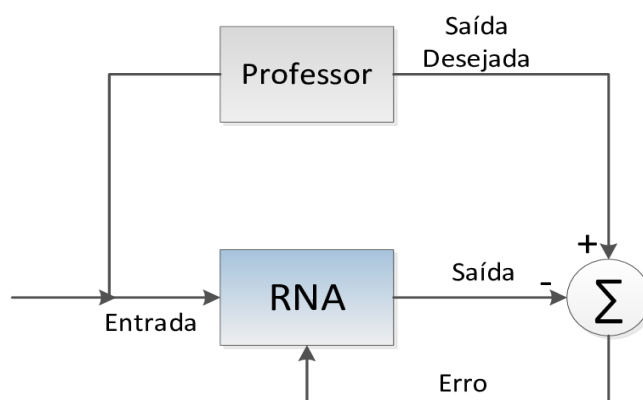 Saída
Desejada
Professor
+
Saída
-
RNA
Σ
Entrada
Erro